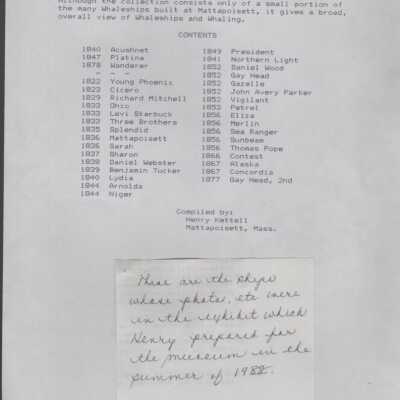 Although the collection consists only of a small portion of
the many Whaleships built at Mattapoisett, it gives a broad,
overall view of Whaleships and Whaling.
CONTENTS
1840 Acushnet
1847 Platina
1878 Wanderer
- - -
1822 Young Phoenix
1823 Cicero
1829 Richard Mitchell
1833 Ohio
1833 Levi Starbuck
1833 Three Brothers
1835 Splendid
1836 Mattapoisett
1836 Sarah
1837 Sharon
1838 Daniel Webster
1839 Benjamin Tucker
1840 Lydia
1844 Arnolda
1844 Niger
1849 President
1841 Northern Light
1852 Daniel Wood
1852 Gay Head
1852 Gazelle
1852 John Avery Parker
1852 Vigilant
1853 Petrel
1856 Eliza
1856 Merlin
1856 Sea Ranger
1856 Sunbeam
1856 Thomas Pope
1866 Contest
1867 Alaska
1867 Concordia
1877 Gay Head, 2nd
Compiled by:
Henry Kettell
Mattapoisett, Mass.
These are the ships
whose photo, etc were
in the exhibit which
Henry prepared for
the museum in the
summer of 1982.